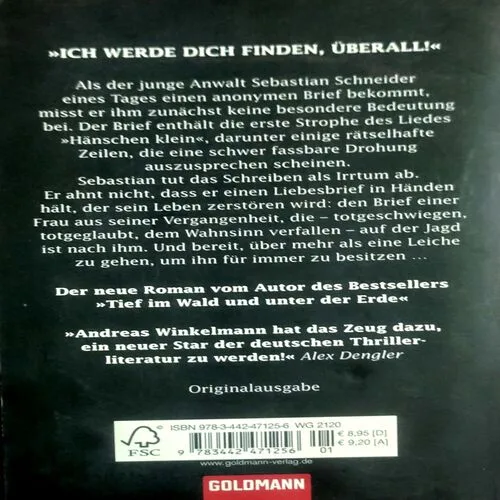 »ICH WERDE DICH FINDEN, ÜBERALL!«
Als der junge Anwalt Sebastian Schneider
eines Tages einen anonymen Brief bekommt,
misst er ihm zunächst keine besondere Bedeutung
bei. Der Brief enthält die erste Strophe des Liedes
»Hänschen klein«, darunter einige rätselhafte
Zeilen, die eine schwer fassbare Drohung
auszusprechen scheinen.
Sebastian tut das Schreiben als Irrtum ab.
Er ahnt nicht, dass er einen Liebesbrief in Händen
hält, der sein Leben zerstören wird: den Brief einer
Frau aus seiner Vergangenheit, die – totgeschwiegen,
totgeglaubt, dem Wahnsinn verfallen – auf der Jagd
ist nach ihm. Und bereit, über mehr als eine Leiche
zu gehen, um ihn für immer zu besitzen ...
Der neue Roman vom Autor des Bestsellers
»Tief im Wald und unter der Erde«
»Andreas Winkelmann hat das Zeug dazu,
ein neuer Star der deutschen Thriller-
literatur zu werden!« Alex Dengler
Originalausgabe
ISBN 978-3-442-47125-6 WG 2120
€ 8,95 [D]
€ 9,20 [A]
FSC
9 783442 471256
01
www.goldmann-verlag.de
GOLDMANN